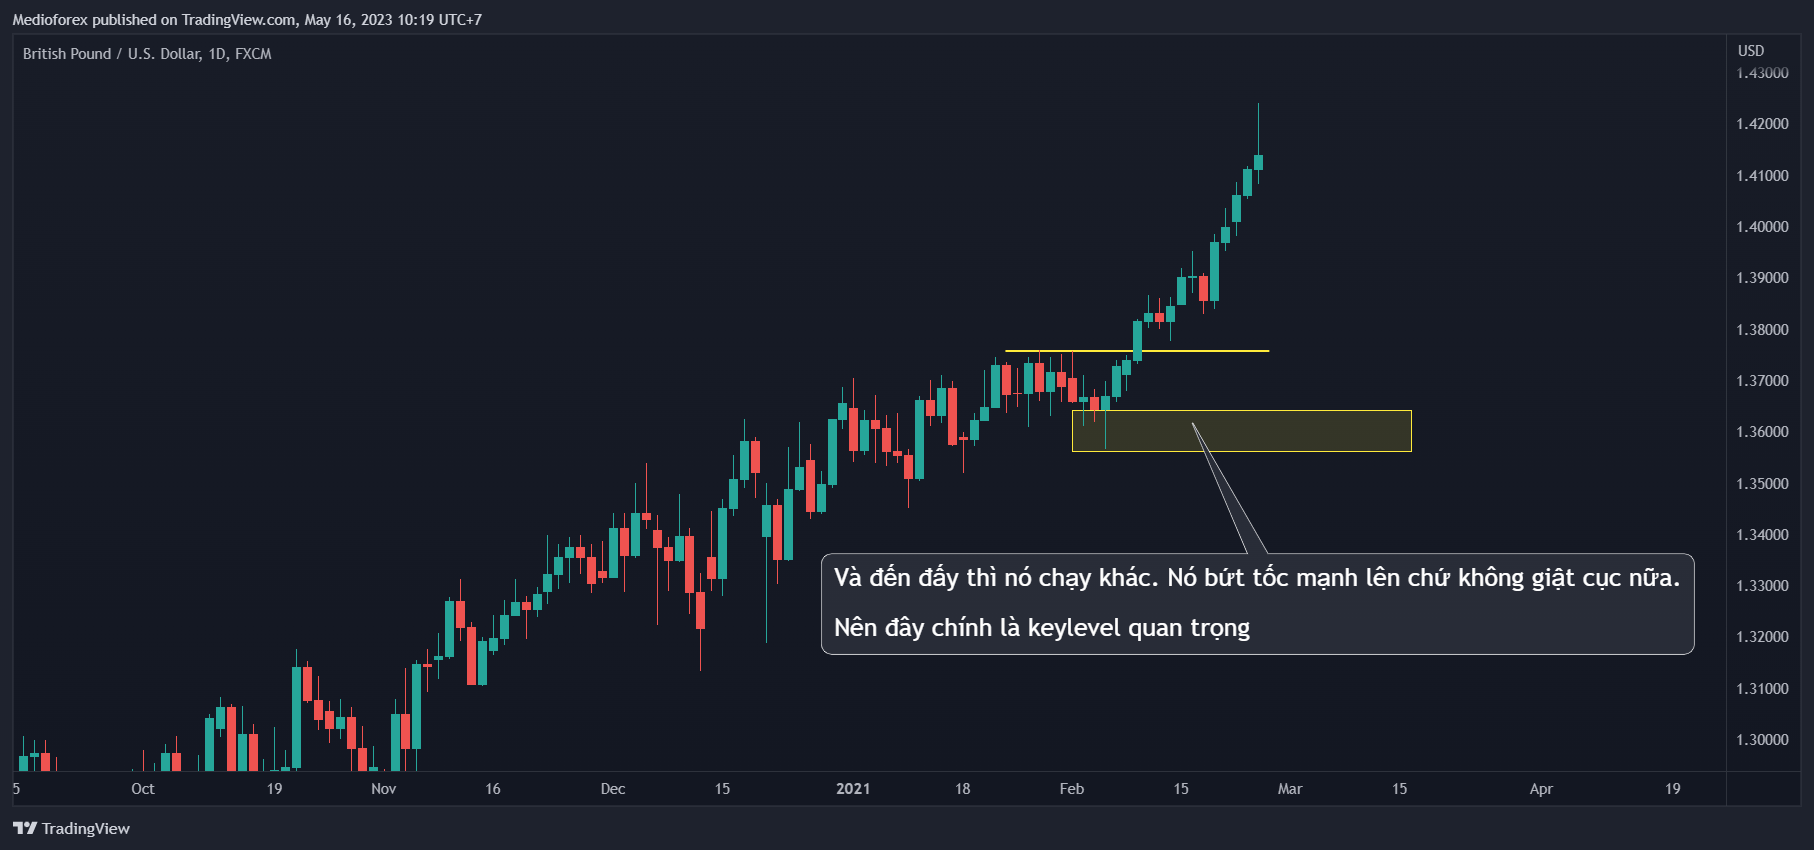 Medioforex published on TradingView.com, May 16, 2023 10:19 UTC+7
British Pound / U.S. Dollar, 1D, FXCM
USD
1.43000
1.42000
1.41000
1.40000
1.39000
1.38000
1.37000
1.36000
1.35000
1.34000
1.33000
1.32000
1.31000
1.30000
Và đến đấy thì nó chạy khác. Nó bứt tốc mạnh lên chứ không giật cục nữa.
Nên đây chính là keylevel quan trọng
5 Oct 19 Nov 16 Dec 15 2021 18 Feb 15 Mar 15 Apr 19
TradingView